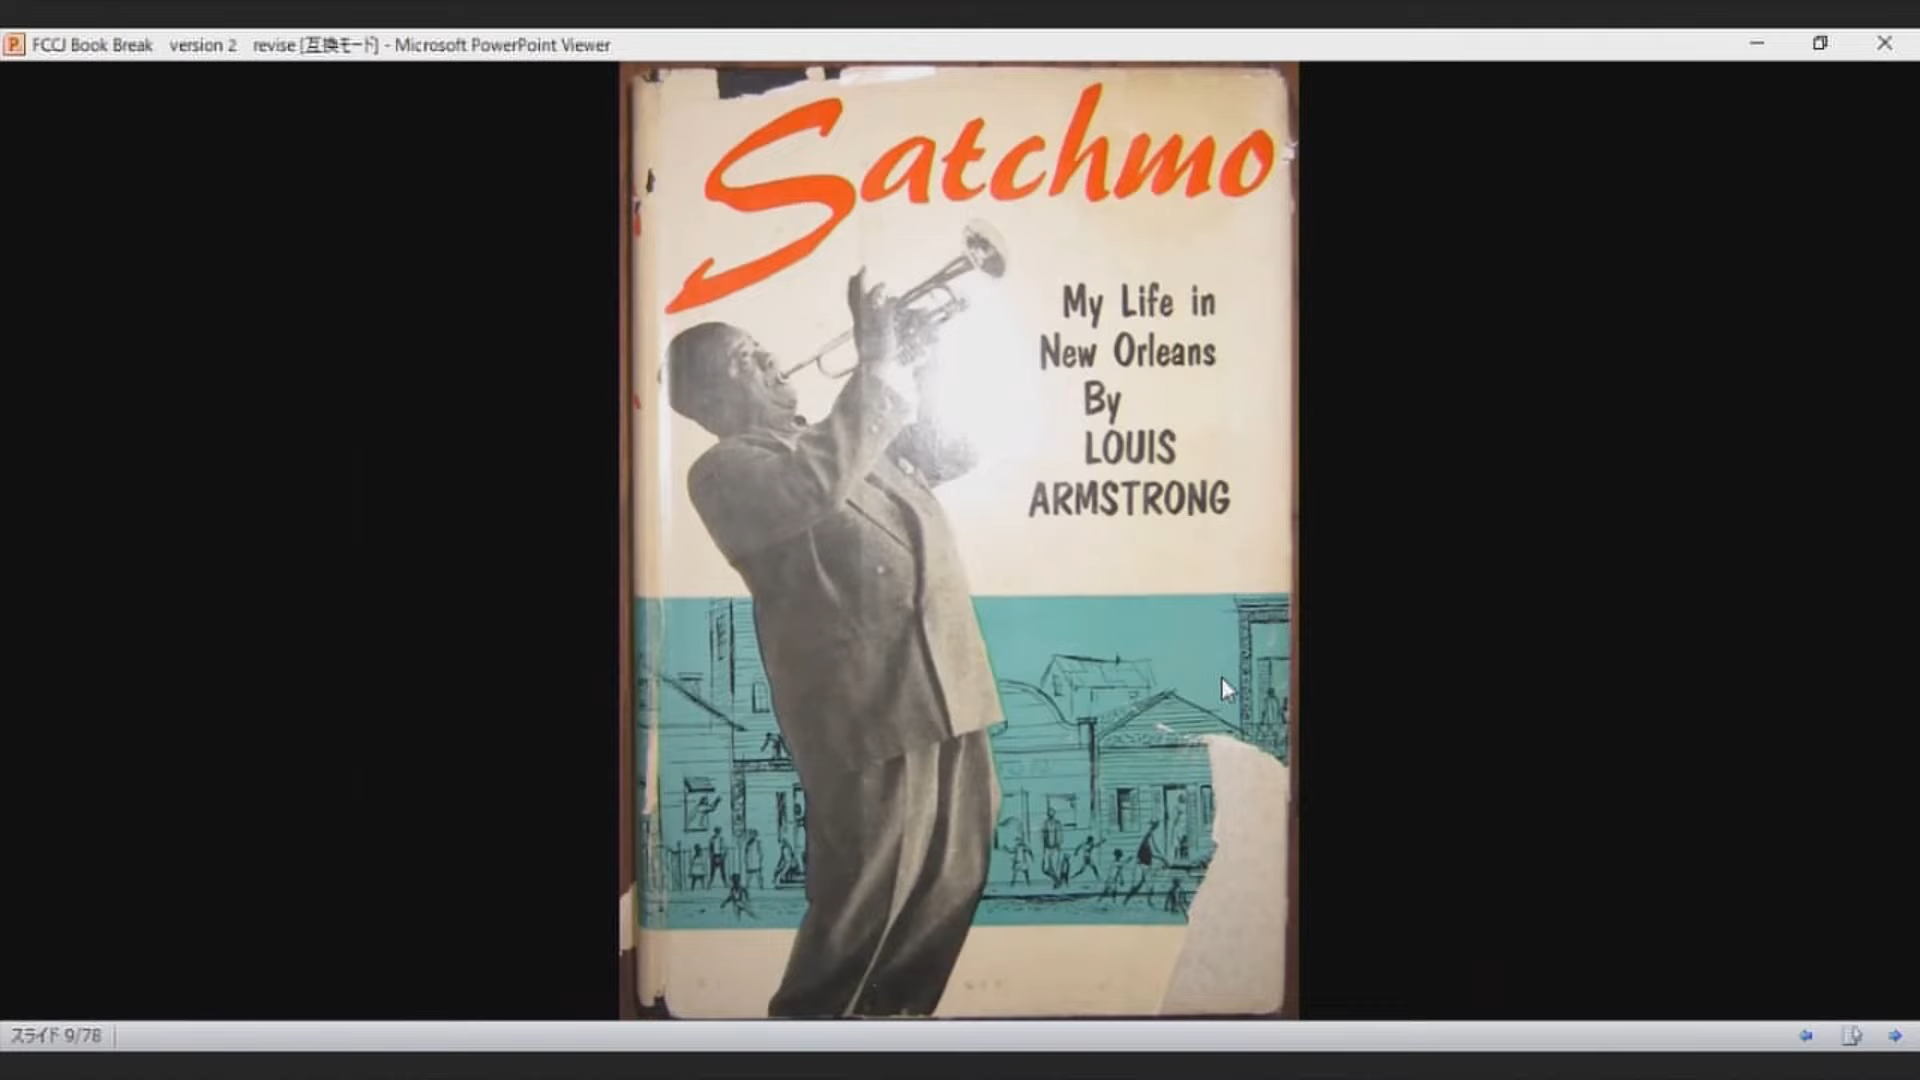 FCCJ Book Break version 2 revise [互換モード] - Microsoft PowerPoint Viewer
Satchmo
My Life in
New Orleans
By
LOUIS
ARMSTRONG
スライド 9/78